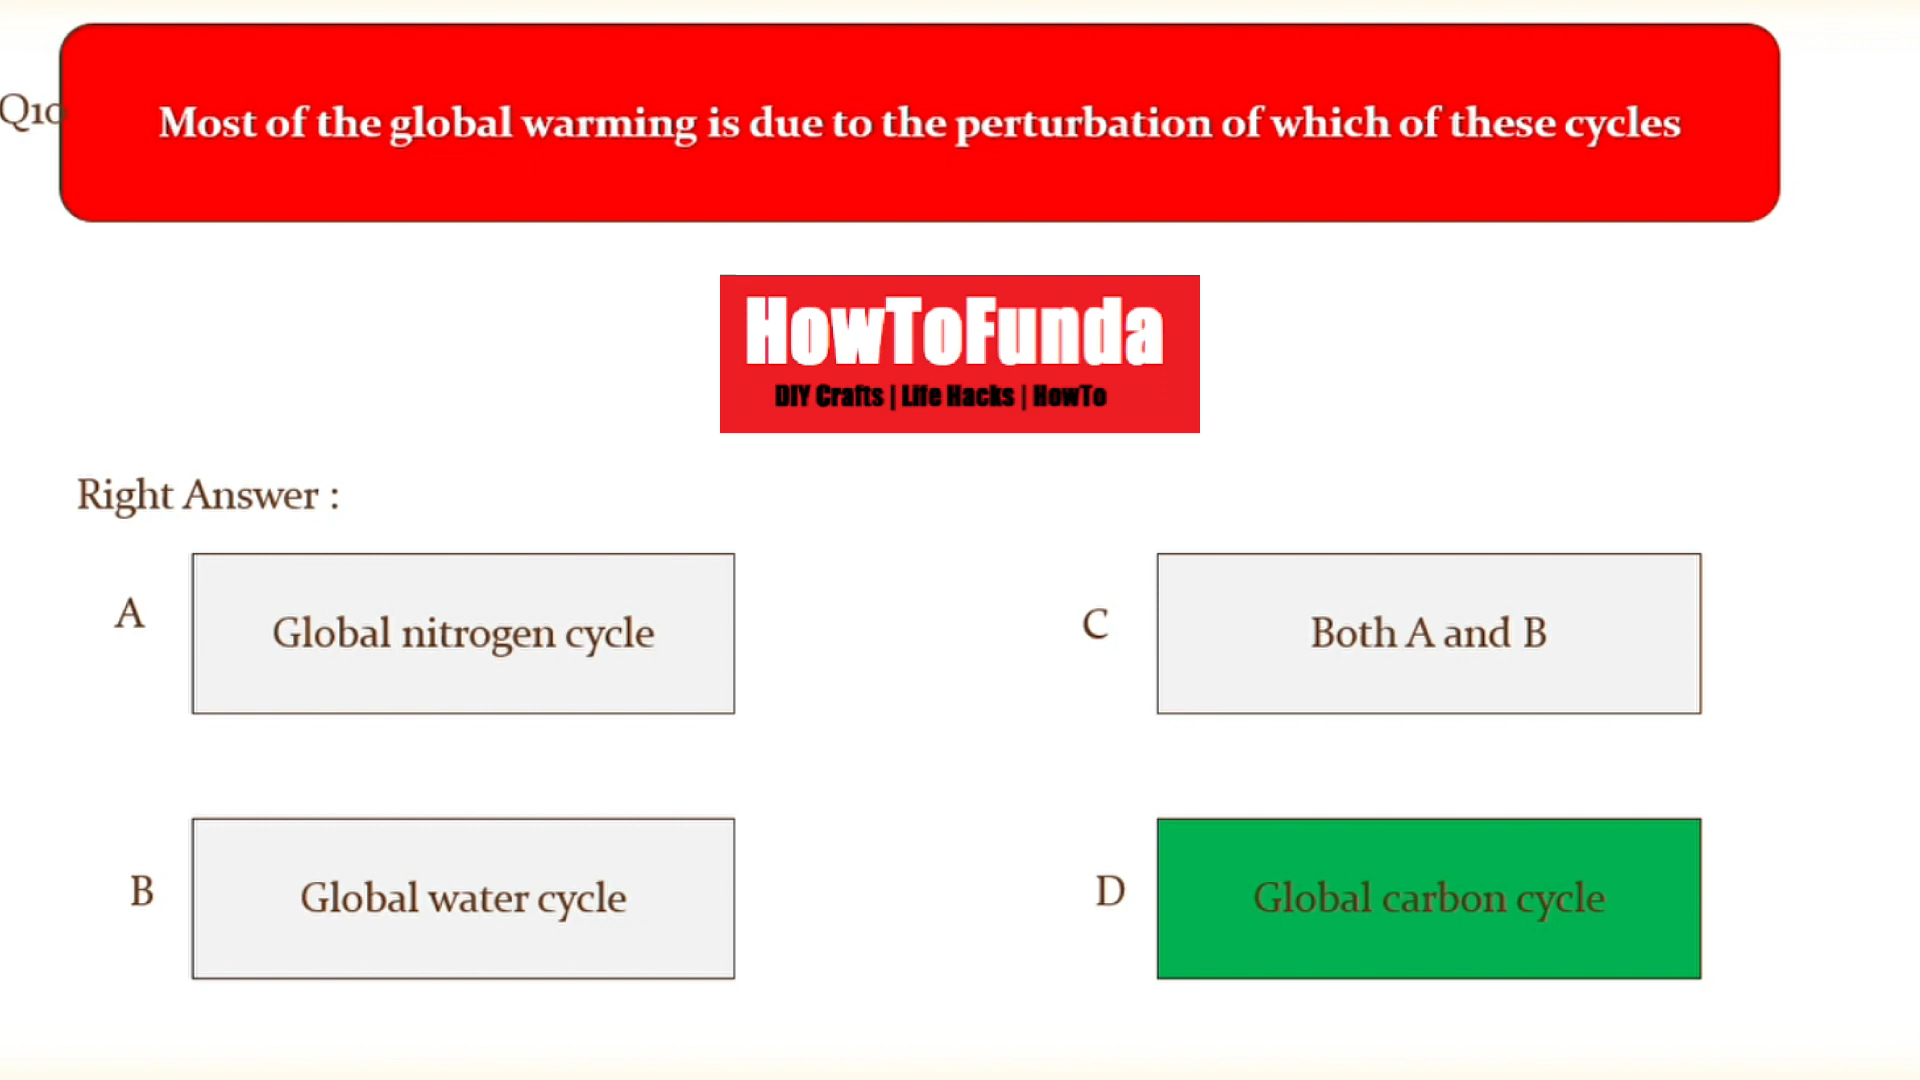 Q10
Most of the global warming is due to the perturbation of which of these cycles
HowToFunda
DIY Crafts | Life Hacks | HowTo
Right Answer :
A
Global nitrogen cycle
C
Both A and B
B
Global water cycle
D
Global carbon cycle